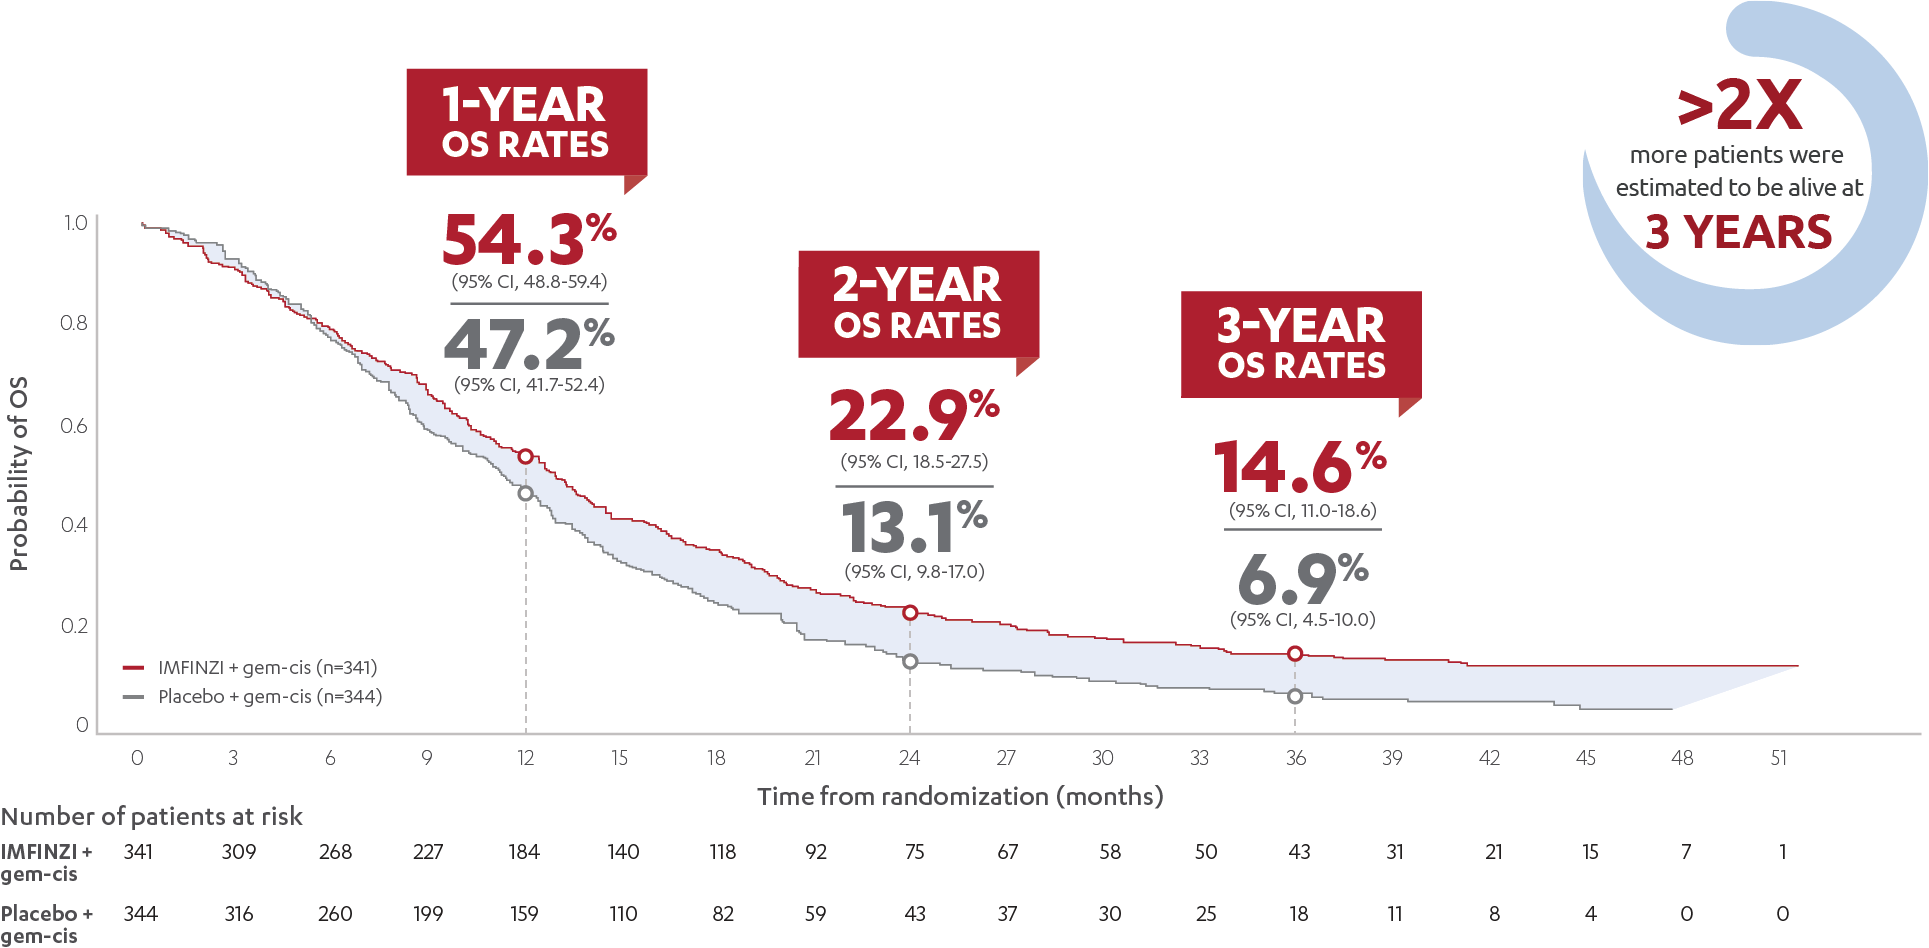 >2X
more patients were
estimated to be alive at
3 YEARS
1-YEAR
OS RATES
54.3%
(95% CI, 48.8-59.4)
47.2%
(95% CI, 41.7-52.4)
2-YEAR
OS RATES
22.9%
(95% CI, 18.5-27.5)
13.1%
(95% CI, 9.8-17.0)
3-YEAR
OS RATES
14.6%
(95% CI, 11.0-18.6)
6.9%
(95% CI, 4.5-10.0)
Probability of OS
1.0
0.8
0.6
0.4
0.2
0
IMFINZI + gem-cis (n=341)
Placebo + gem-cis (n=344)
0 3 6 9 12 15 18 21 24 27 30 33 36 39 42 45 48 51
Time from randomization (months)
Number of patients at risk
IMFINZI + 341 309 268 227 184 140 118 92 75 67 58 50 43 31 21 15 7 1
gem-cis
Placebo + 344 316 260 199 159 110 82 59 43 37 30 25 18 11 8 4 0 0
gem-cis